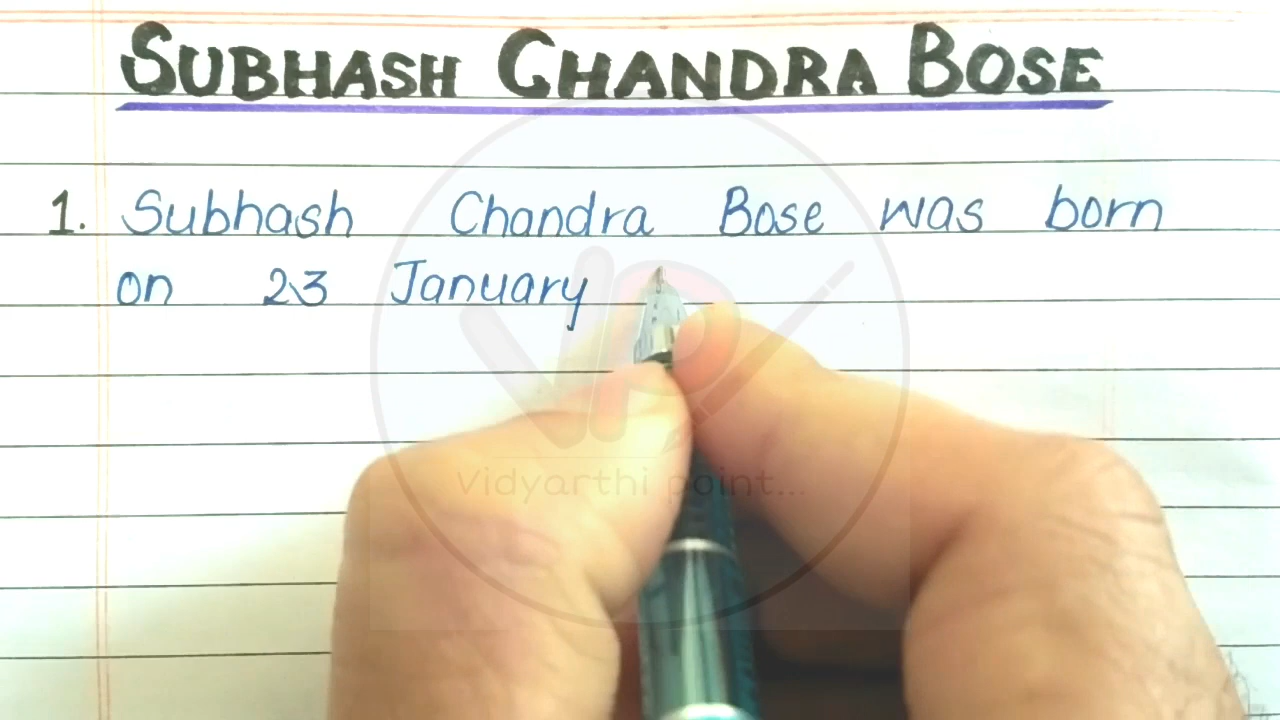 SUBHASH CHANDRA BOSE
1. Subhash Chandra Bose was born
on 23 January
Vidyarthi point...